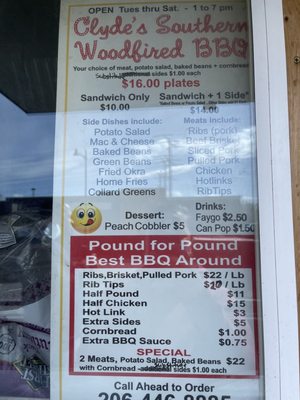 OPEN Tues thru Sat. - 1 to 7 pm
Clyde's Southern
Woodfired BBQ
Your choice of meat, potato salad, baked beans + cornbread
sides $1.00 each
$16.00 plates
Sandwich Only Sandwich + 1 Side*
$10.00 $14.00
Side Dishes include: Meats include:
Potato Salad Ribs (pork)
Mac & Cheese Beef Brisket
Baked Beans Sliced Pork
Green Beans Pulled Pork
Fried Okra Chicken
Home Fries Hotlinks
Collard Greens RibTips
Drinks:
Dessert: Faygo $2.50
Peach Cobbler $5 Can Pop $1.50
Pound for Pound
Best BBQ Around
Ribs,Brisket,Pulled Pork $22 / Lb
Rib Tips / Lb
Half Pound $11
Half Chicken $15
Hot Link $3
Extra Sides $5
Cornbread $1.00
Extra BBQ Sauce $0.75
SPECIAL
2 Meats, Potato Salad, Baked Beans $22
with Cornbread additional sides $1.00 each
Call Ahead to Order